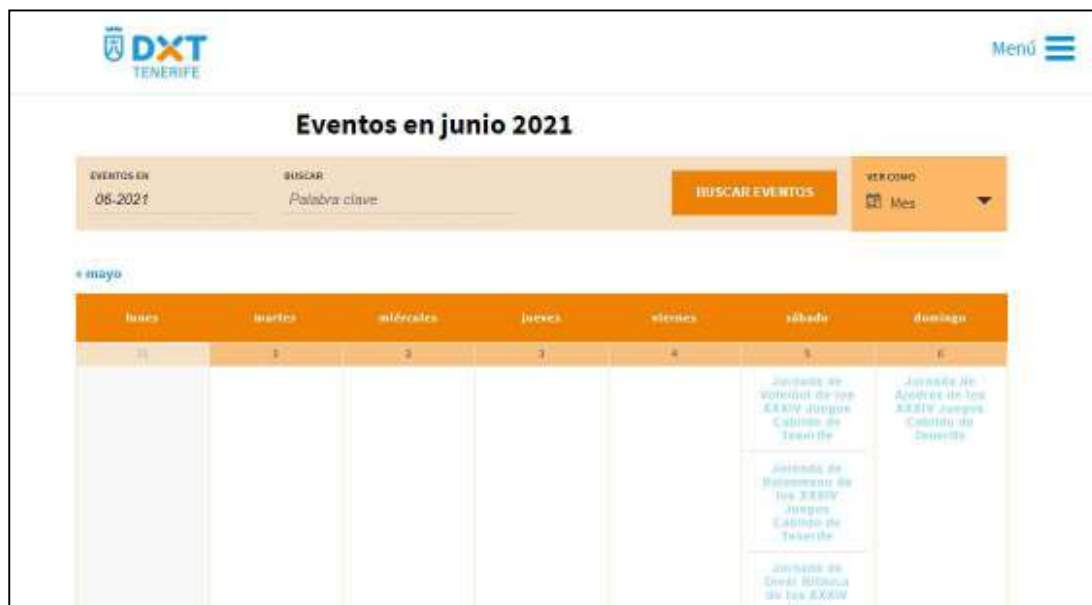 DXT
TENERIFE
Menú
Eventos en junio 2021
EVENTOS EN
BUSCAR
VER COMO
06-2021
Palabra clave
BUSCAR EVENTOS
Mes
« mayo
lunes martes miércoles jueves viernes sábado domingo
31 1 2 3 4 5 6
Jornada de
Voleibol de los
XXXIV Juegos
Cabildo de
Tenerife
Jornada de
Balonmano de
los XXXIV
Juegos
Cabildo de
Tenerife
Jornada de
de los XXXIV
Jornada de
Ajedrez de los
XXXIV Juegos
Cabildo de
Tenerife